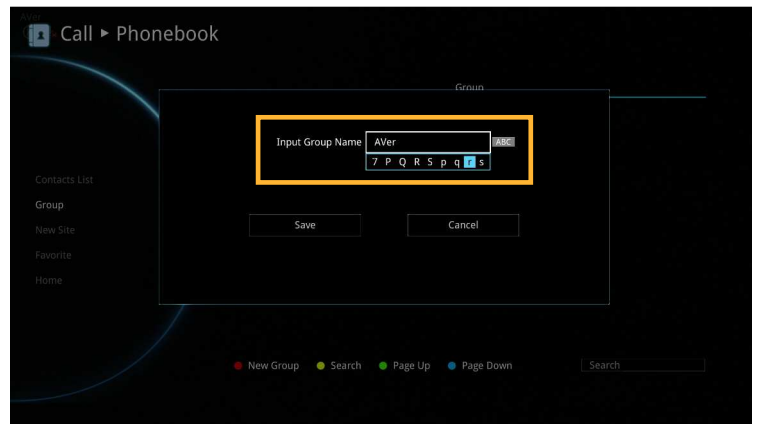 AVer
Call ▸ Phonebook
Group
Input Group Name AVer ABC
7 P Q R S p q r s
Contacts List
Group
New Site
Favorite
Home
Save Cancel
New Group Search Page Up Page Down Search